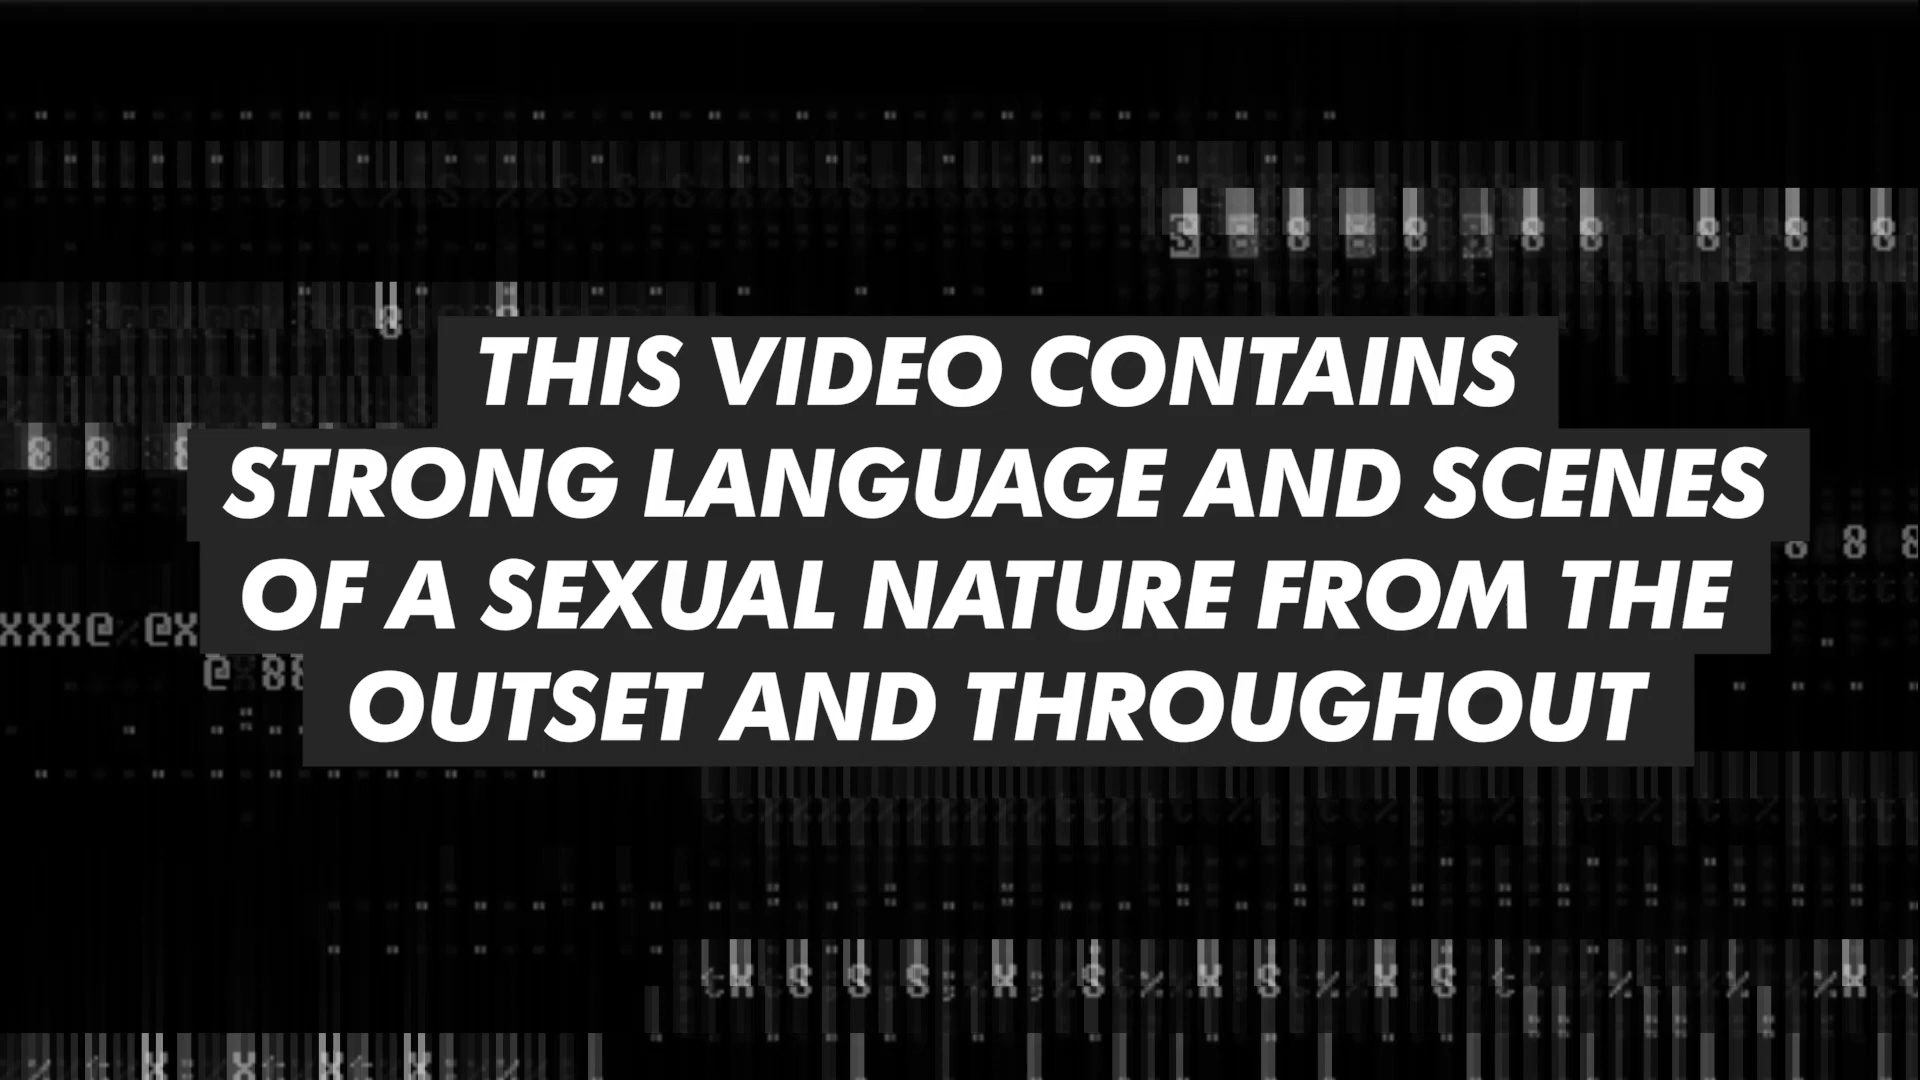 THIS VIDEO CONTAINS
STRONG LANGUAGE AND SCENES
OF A SEXUAL NATURE FROM THE
OUTSET AND THROUGHOUT